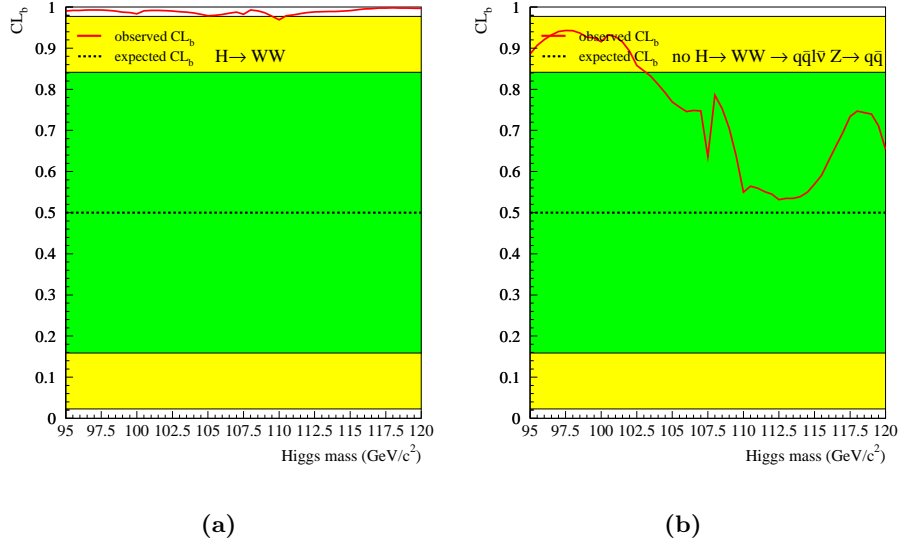 CL_b
1
0.9
0.8
0.7
0.6
0.5
0.4
0.3
0.2
0.1
0
observed CL_b
expected CL_b H→ WW
95 97.5 100 102.5 105 107.5 110 112.5 115 117.5 120
Higgs mass (GeV/c²)
(a)
CL_b
1
0.9
0.8
0.7
0.6
0.5
0.4
0.3
0.2
0.1
0
observed CL_b
expected CL_b no H→ WW → qq̄lν̄ Z→ qq̄
95 97.5 100 102.5 105 107.5 110 112.5 115 117.5 120
Higgs mass (GeV/c²)
(b)